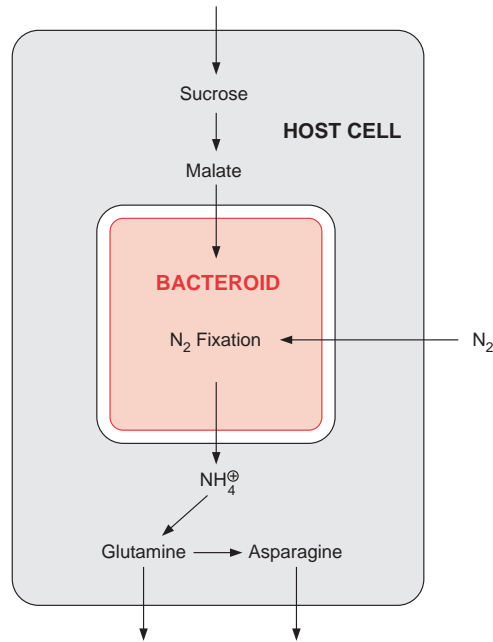 Sucrose
HOST CELL
Malate
BACTEROID
N₂ Fixation
N₂
NH₄⊕
Glutamine
Asparagine